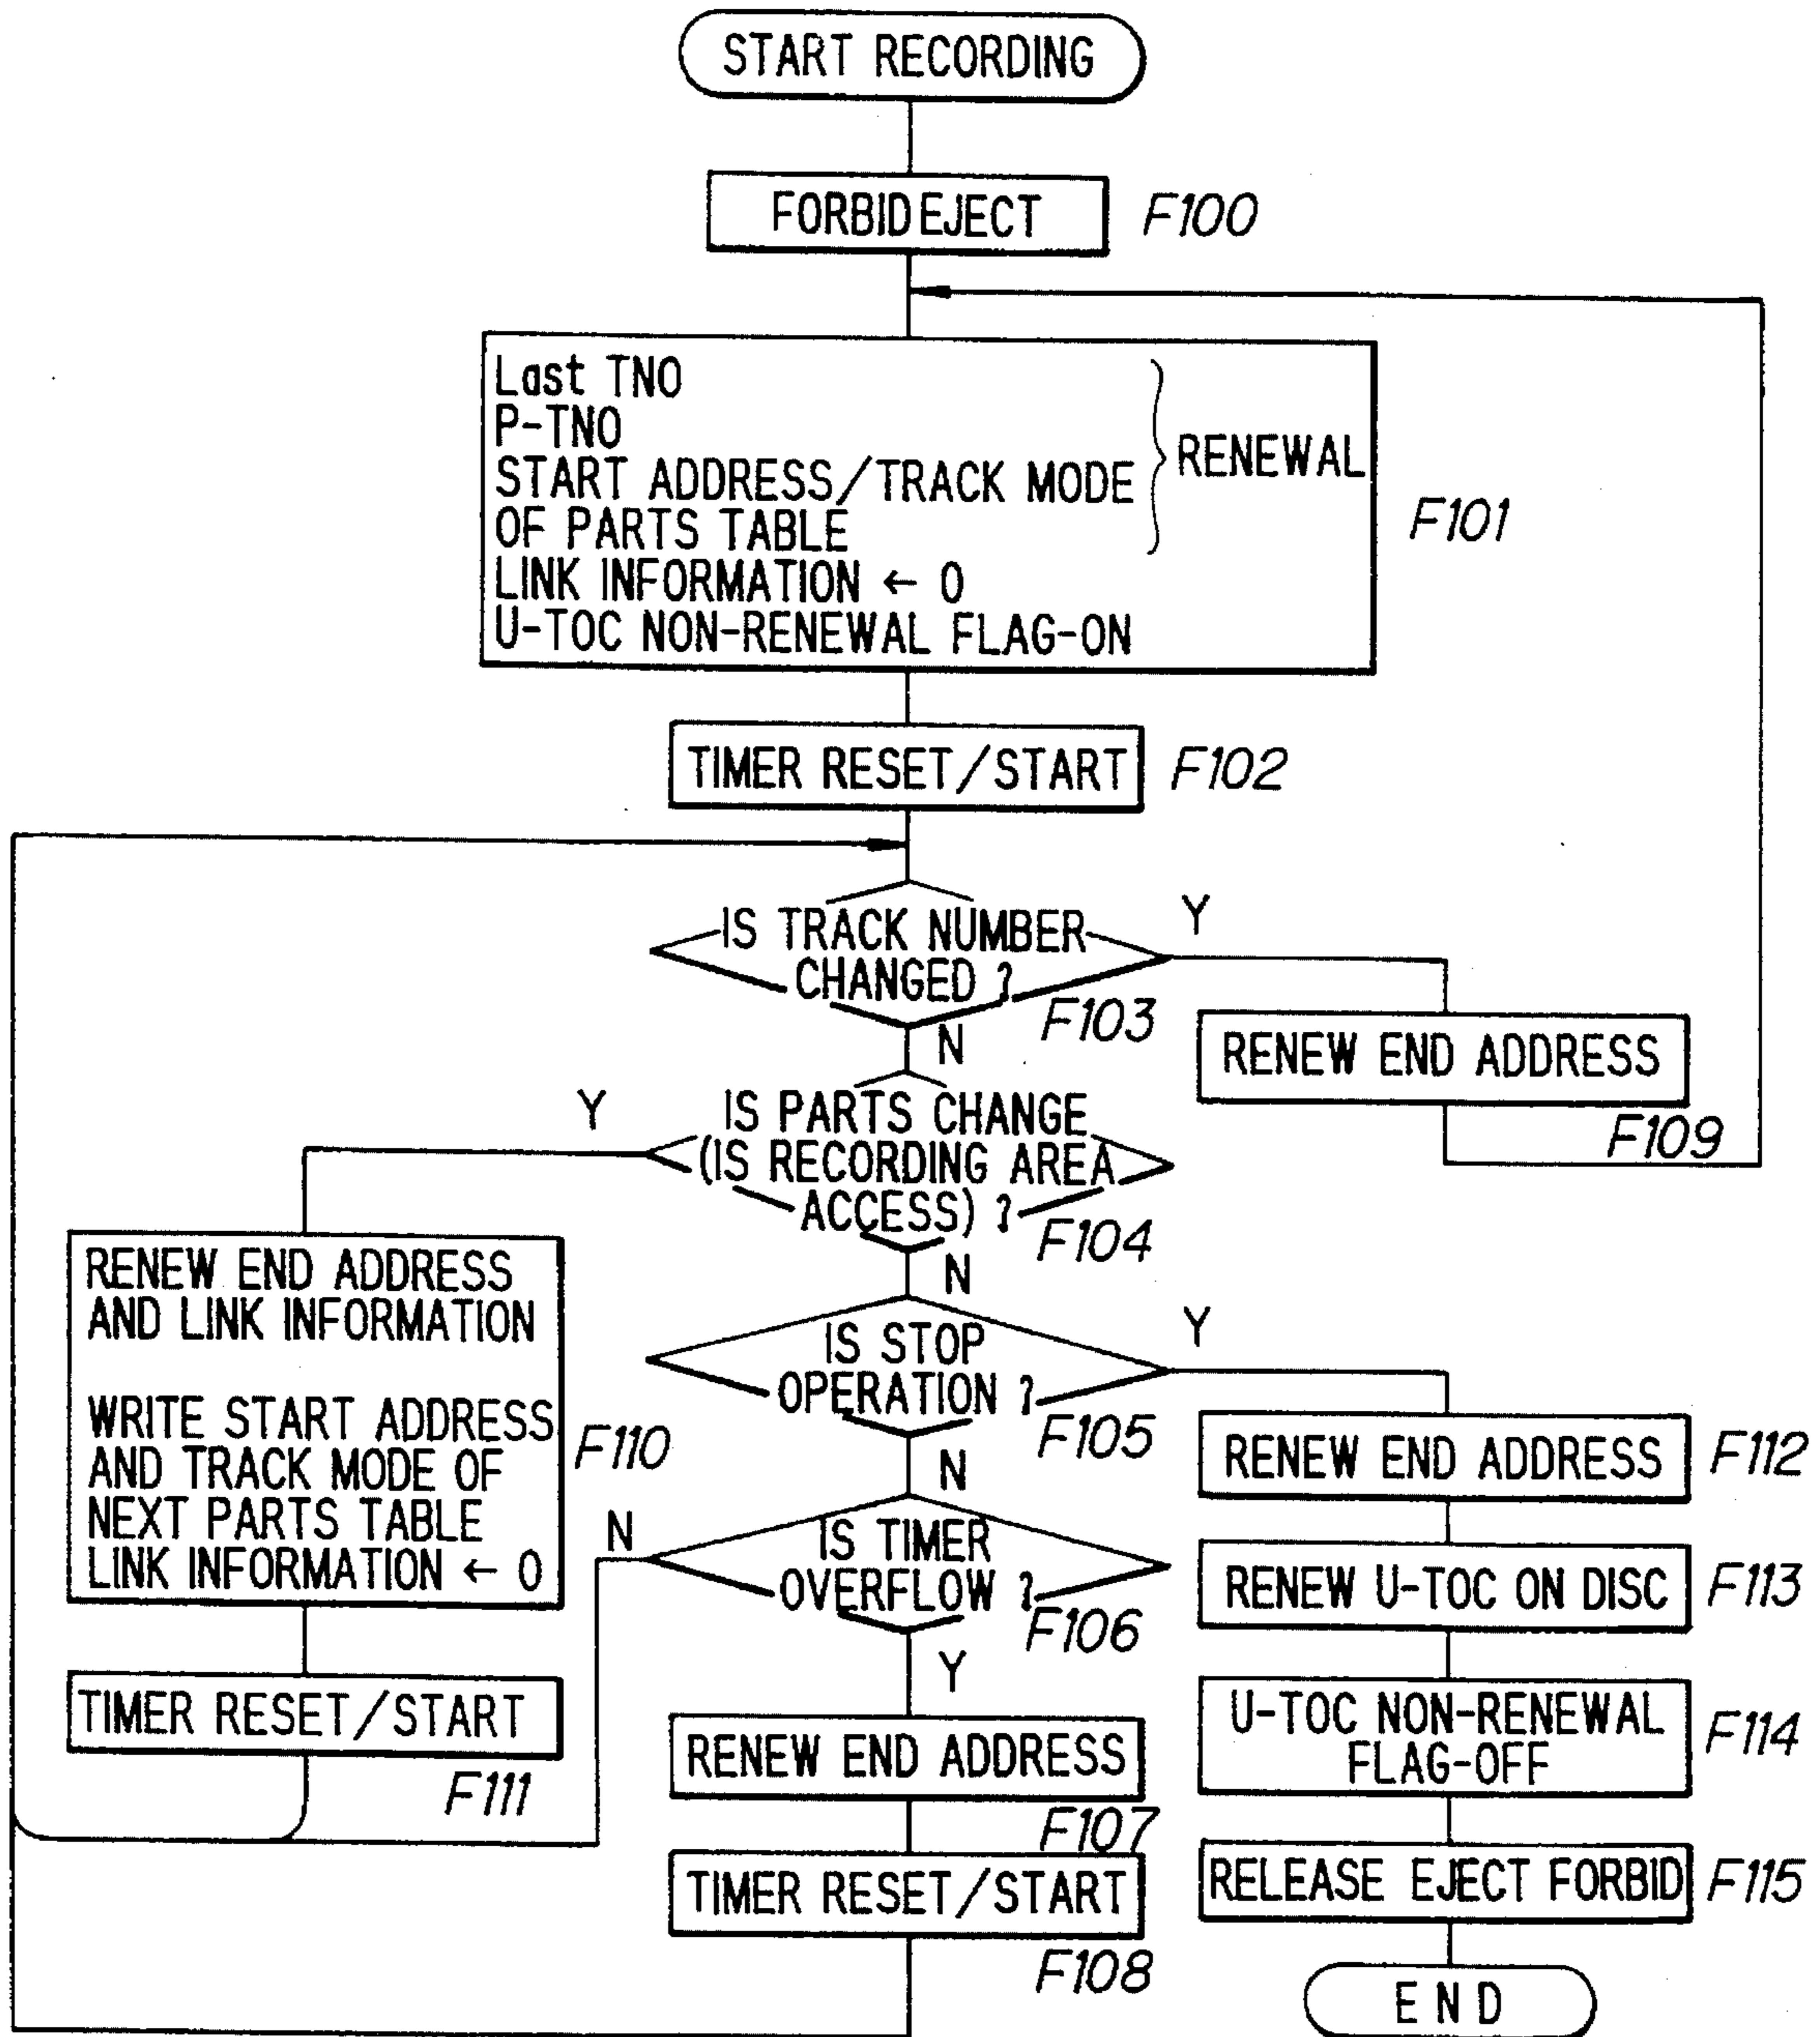 START RECORDING
FORBID EJECT
F100
Last TNO
P-TNO
START ADDRESS/TRACK MODE
OF PARTS TABLE
RENEWAL
LINK INFORMATION ← 0
U-TOC NON-RENEWAL FLAG-ON
F101
TIMER RESET/START
F102
IS TRACK NUMBER
CHANGED ?
F103
Y
N
RENEW END ADDRESS
F109
IS PARTS CHANGE
(IS RECORDING AREA
ACCESS) ?
F104
Y
N
RENEW END ADDRESS
AND LINK INFORMATION
WRITE START ADDRESS
AND TRACK MODE OF
NEXT PARTS TABLE
LINK INFORMATION ← 0
F110
TIMER RESET/START
F111
IS STOP
OPERATION ?
F105
Y
N
IS TIMER
OVERFLOW ?
F106
N
Y
RENEW END ADDRESS
F107
TIMER RESET/START
F108
RENEW END ADDRESS
F112
RENEW U-TOC ON DISC
F113
U-TOC NON-RENEWAL
FLAG-OFF
F114
RELEASE EJECT FORBID
F115
END